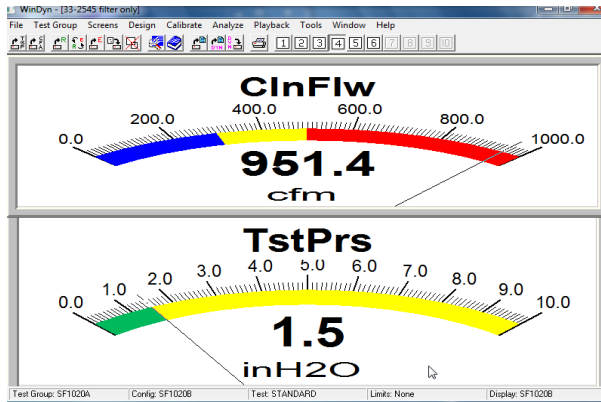 WinDyn - [33-2545 filter only]
File Test Group Screens Design Calibrate Analyze Playback Tools Window Help
1 2 3 4 5 6 7 8 9 10
ClnFlw
0.0 200.0 400.0 600.0 800.0 1000.0
951.4
cfm
TstPrs
0.0 1.0 2.0 3.0 4.0 5.0 6.0 7.0 8.0 9.0 10.0
1.5
inH2O
Test Group: SF1020A Config: SF1020B Test: STANDARD Limits: None Display: SF1020B